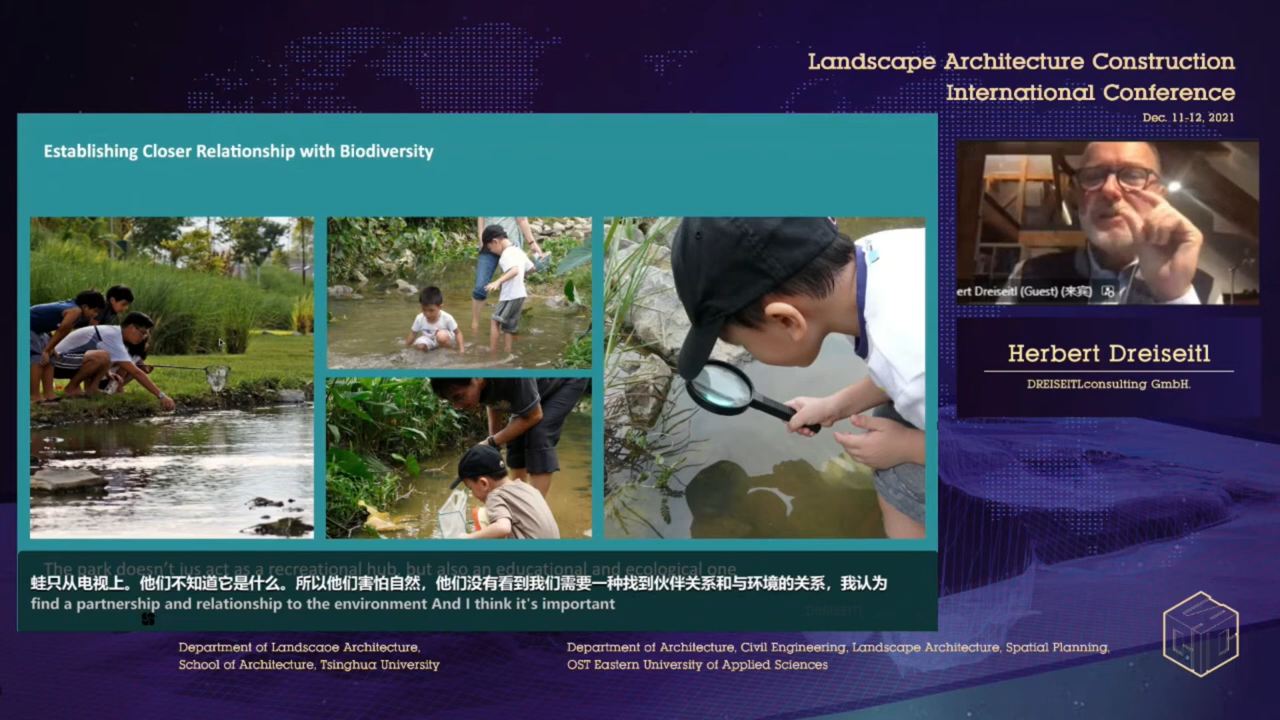 Landscape Architecture Construction
International Conference
Dec. 11-12, 2021
Establishing Closer Relationship with Biodiversity
ert Dreiseitl (Guest) (来宾)
Herbert Dreiseitl
DREISEITLconsulting GmbH.
The park doesn't jus act as a recreational hub, but also an educational and ecological one
蛙只从电视上。他们不知道它是什么。所以他们害怕自然，他们没有看到我们需要一种找到伙伴关系和与环境的关系，我认为
find a partnership and relationship to the environment And I think it's important
Department of Landscaoe Architecture,
School of Architecture, Tsinghua University
Department of Architecture, Civil Engineering, Landscape Architecture, Spatial Planning,
OST Eastern University of Applied Sciences